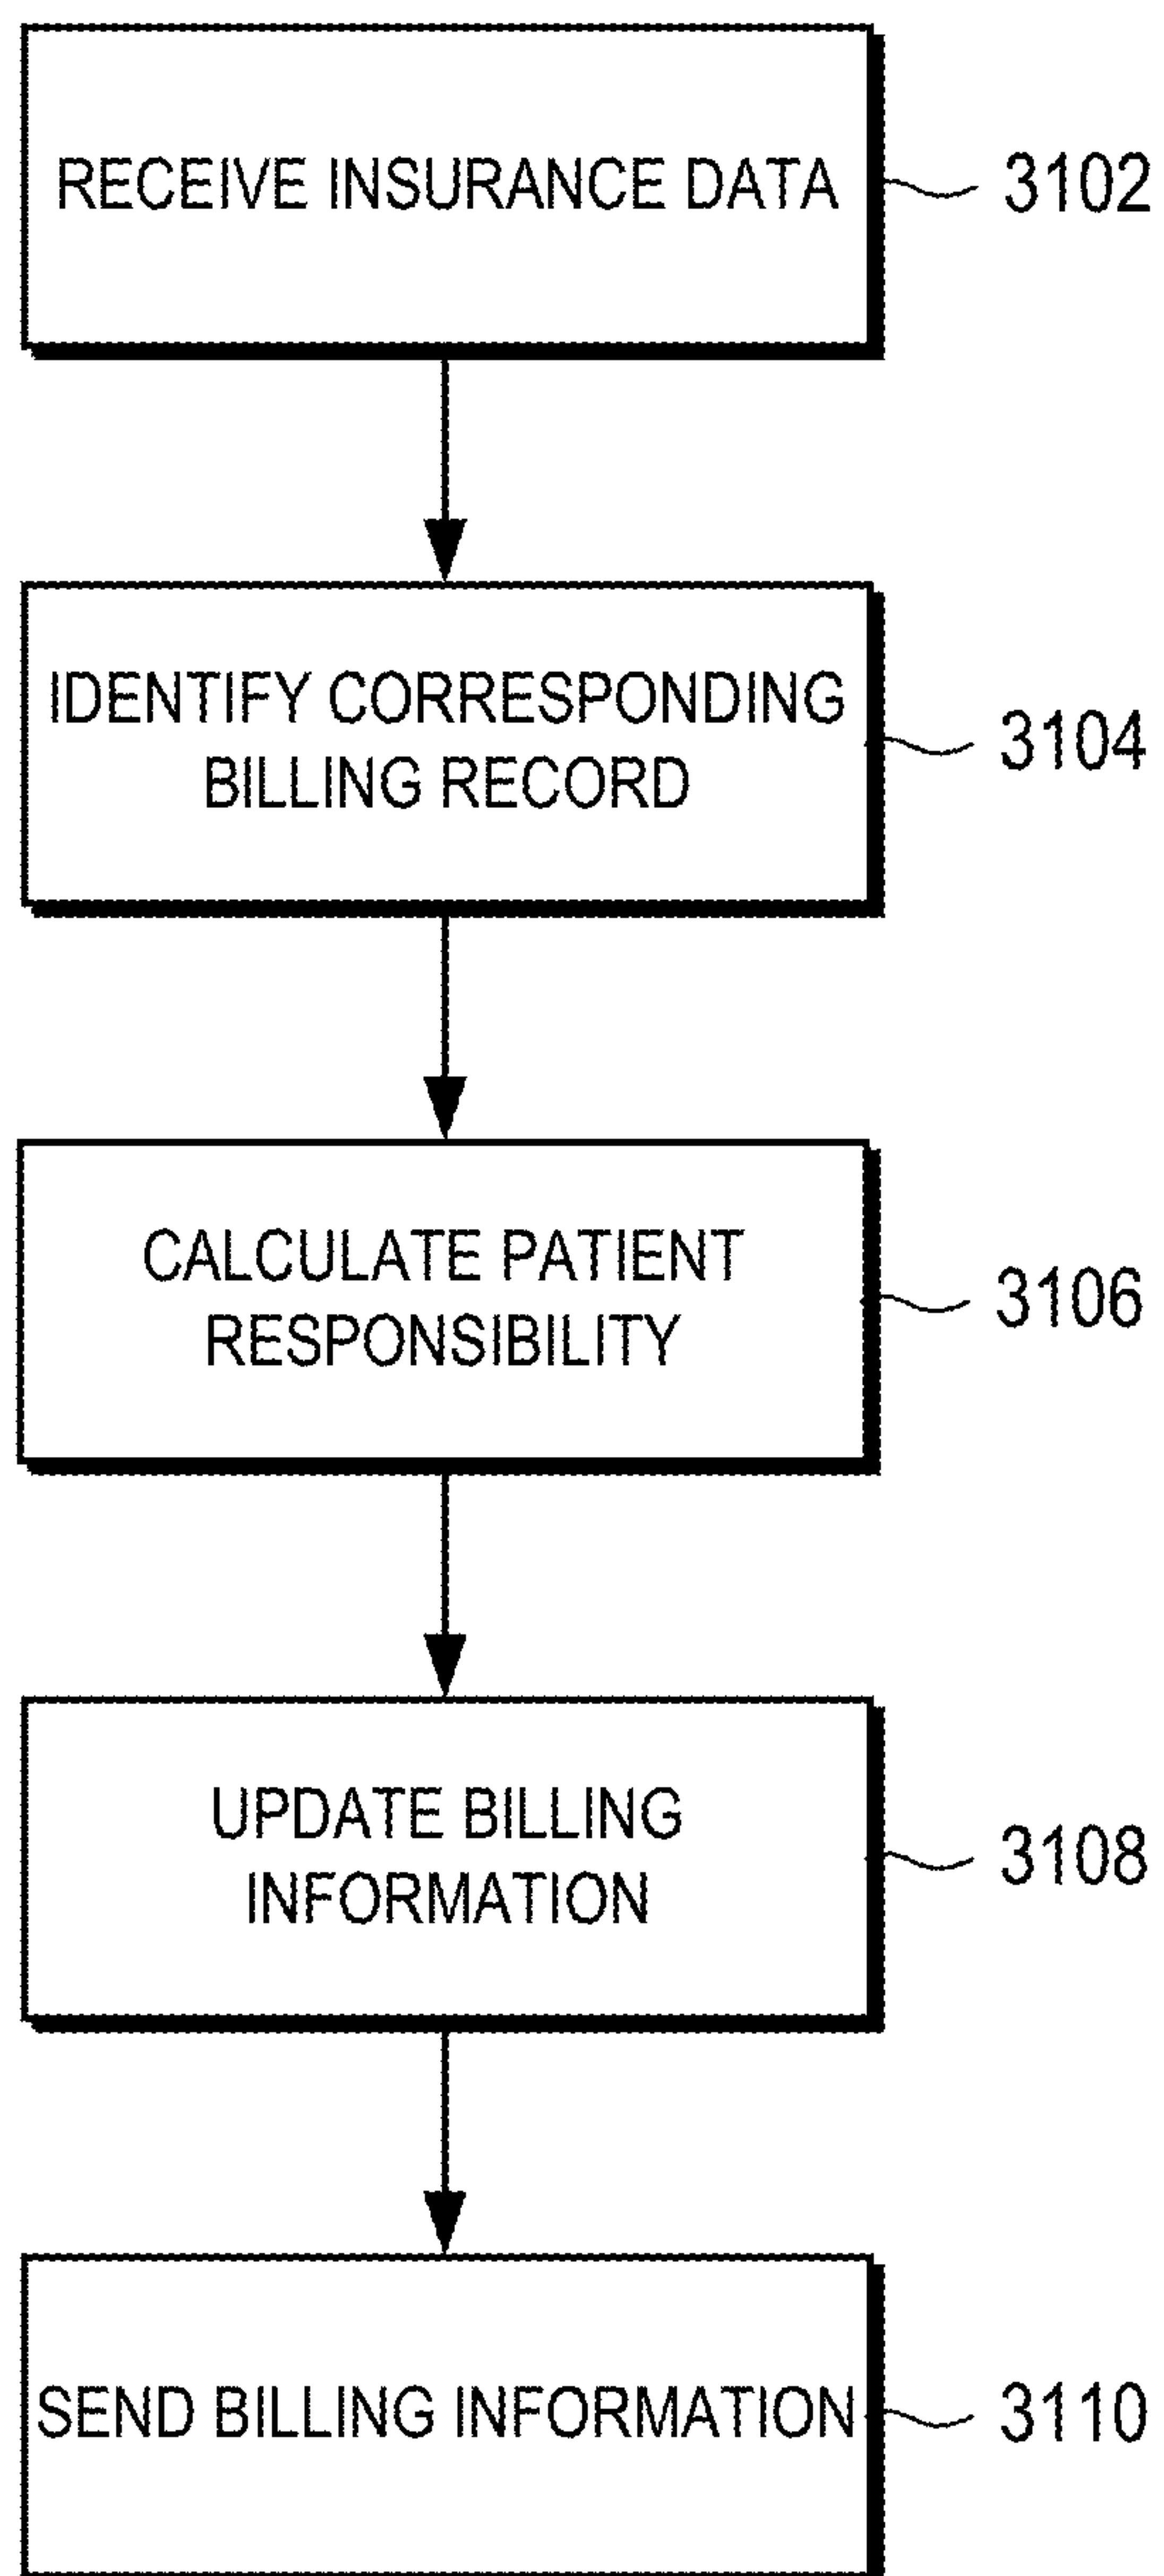 RECEIVE INSURANCE DATA
3102
IDENTIFY CORRESPONDING
BILLING RECORD
3104
CALCULATE PATIENT
RESPONSIBILITY
3106
UPDATE BILLING
INFORMATION
3108
SEND BILLING INFORMATION
3110